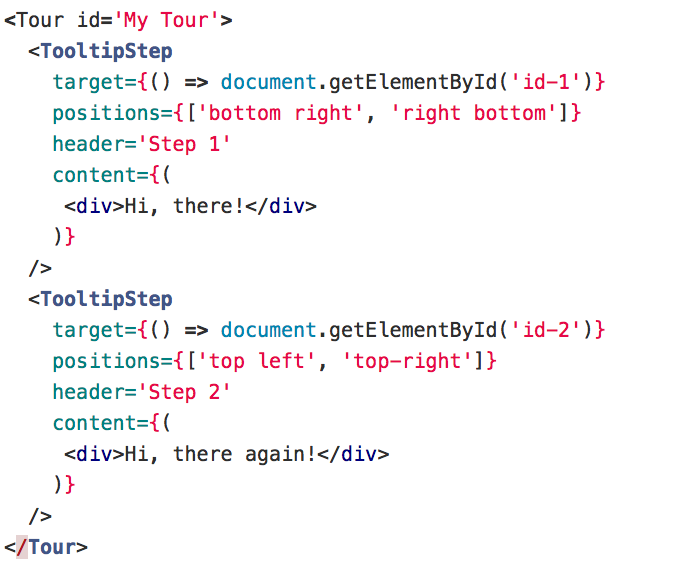 <Tour id='My Tour'>
  <TooltipStep
    target={() => document.getElementById('id-1')}
    positions={['bottom right', 'right bottom']}
    header='Step 1'
    content={(
     <div>Hi, there!</div>
    )}
  />
  <TooltipStep
    target={() => document.getElementById('id-2')}
    positions={['top left', 'top-right']}
    header='Step 2'
    content={(
     <div>Hi, there again!</div>
    )}
  />
</Tour>